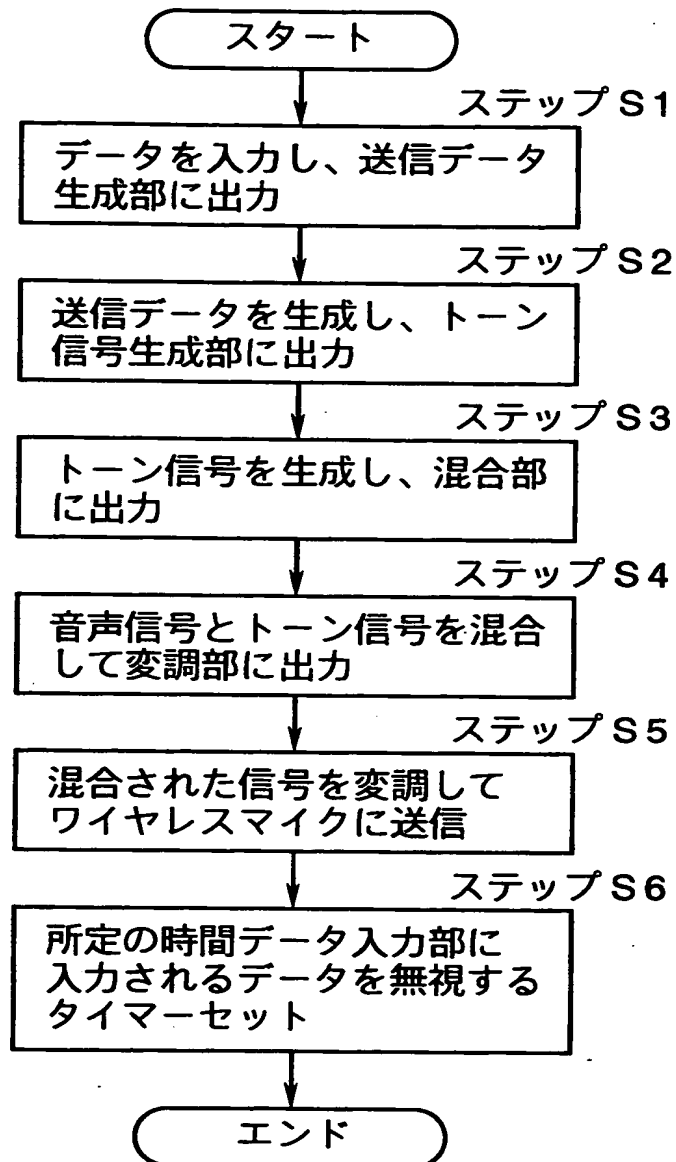 スタート
ステップS1
データを入力し、送信データ
生成部に出力
ステップS2
送信データを生成し、トーン
信号生成部に出力
ステップS3
トーン信号を生成し、混合部
に出力
ステップS4
音声信号とトーン信号を混合
して変調部に出力
ステップS5
混合された信号を変調して
ワイヤレスマイクに送信
ステップS6
所定の時間データ入力部に
入力されるデータを無視する
タイマーセット
エンド